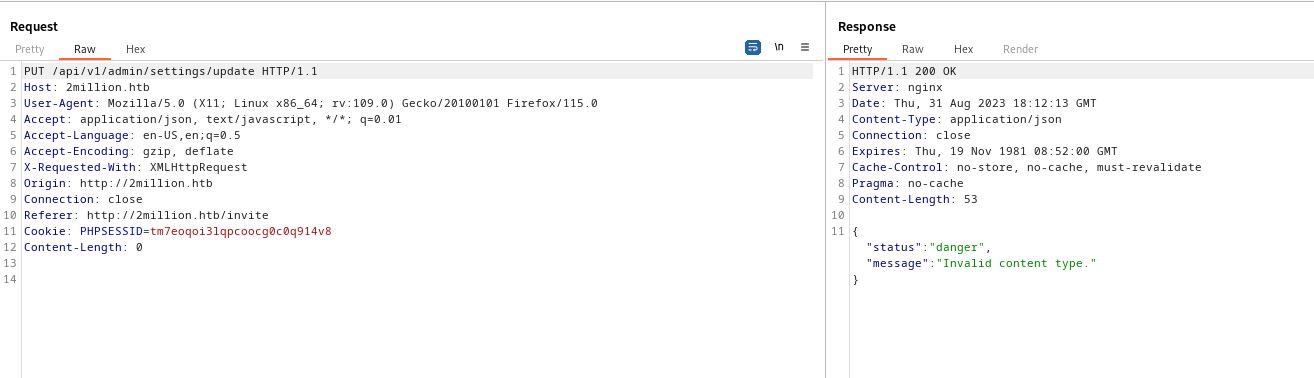 Request
Pretty Raw Hex
\n
1 PUT /api/v1/admin/settings/update HTTP/1.1
2 Host: 2million.htb
3 User-Agent: Mozilla/5.0 (X11; Linux x86_64; rv:109.0) Gecko/20100101 Firefox/115.0
4 Accept: application/json, text/javascript, */*; q=0.01
5 Accept-Language: en-US,en;q=0.5
6 Accept-Encoding: gzip, deflate
7 X-Requested-With: XMLHttpRequest
8 Origin: http://2million.htb
9 Connection: close
10 Referer: http://2million.htb/invite
11 Cookie: PHPSESSID=tm7eoqoi3lqpcoocg0c0q914v8
12 Content-Length: 0
13
14
Response
Pretty Raw Hex Render
1 HTTP/1.1 200 OK
2 Server: nginx
3 Date: Thu, 31 Aug 2023 18:12:13 GMT
4 Content-Type: application/json
5 Connection: close
6 Expires: Thu, 19 Nov 1981 08:52:00 GMT
7 Cache-Control: no-store, no-cache, must-revalidate
8 Pragma: no-cache
9 Content-Length: 53
10
11 {
"status":"danger",
"message":"Invalid content type."
}